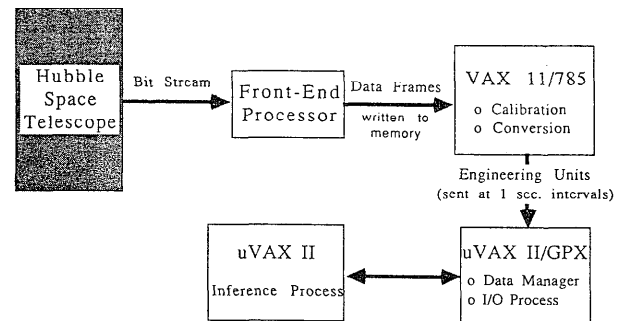 Hubble
Space
Telescope
Bit Stream
Front-End
Processor
Data Frames
written to
memory
VAX 11/785
o Calibration
o Conversion
Engineering Units
(sent at 1 sec. intervals)
uVAX II
Inference Process
uVAX II/GPX
o Data Manager
o I/O Process